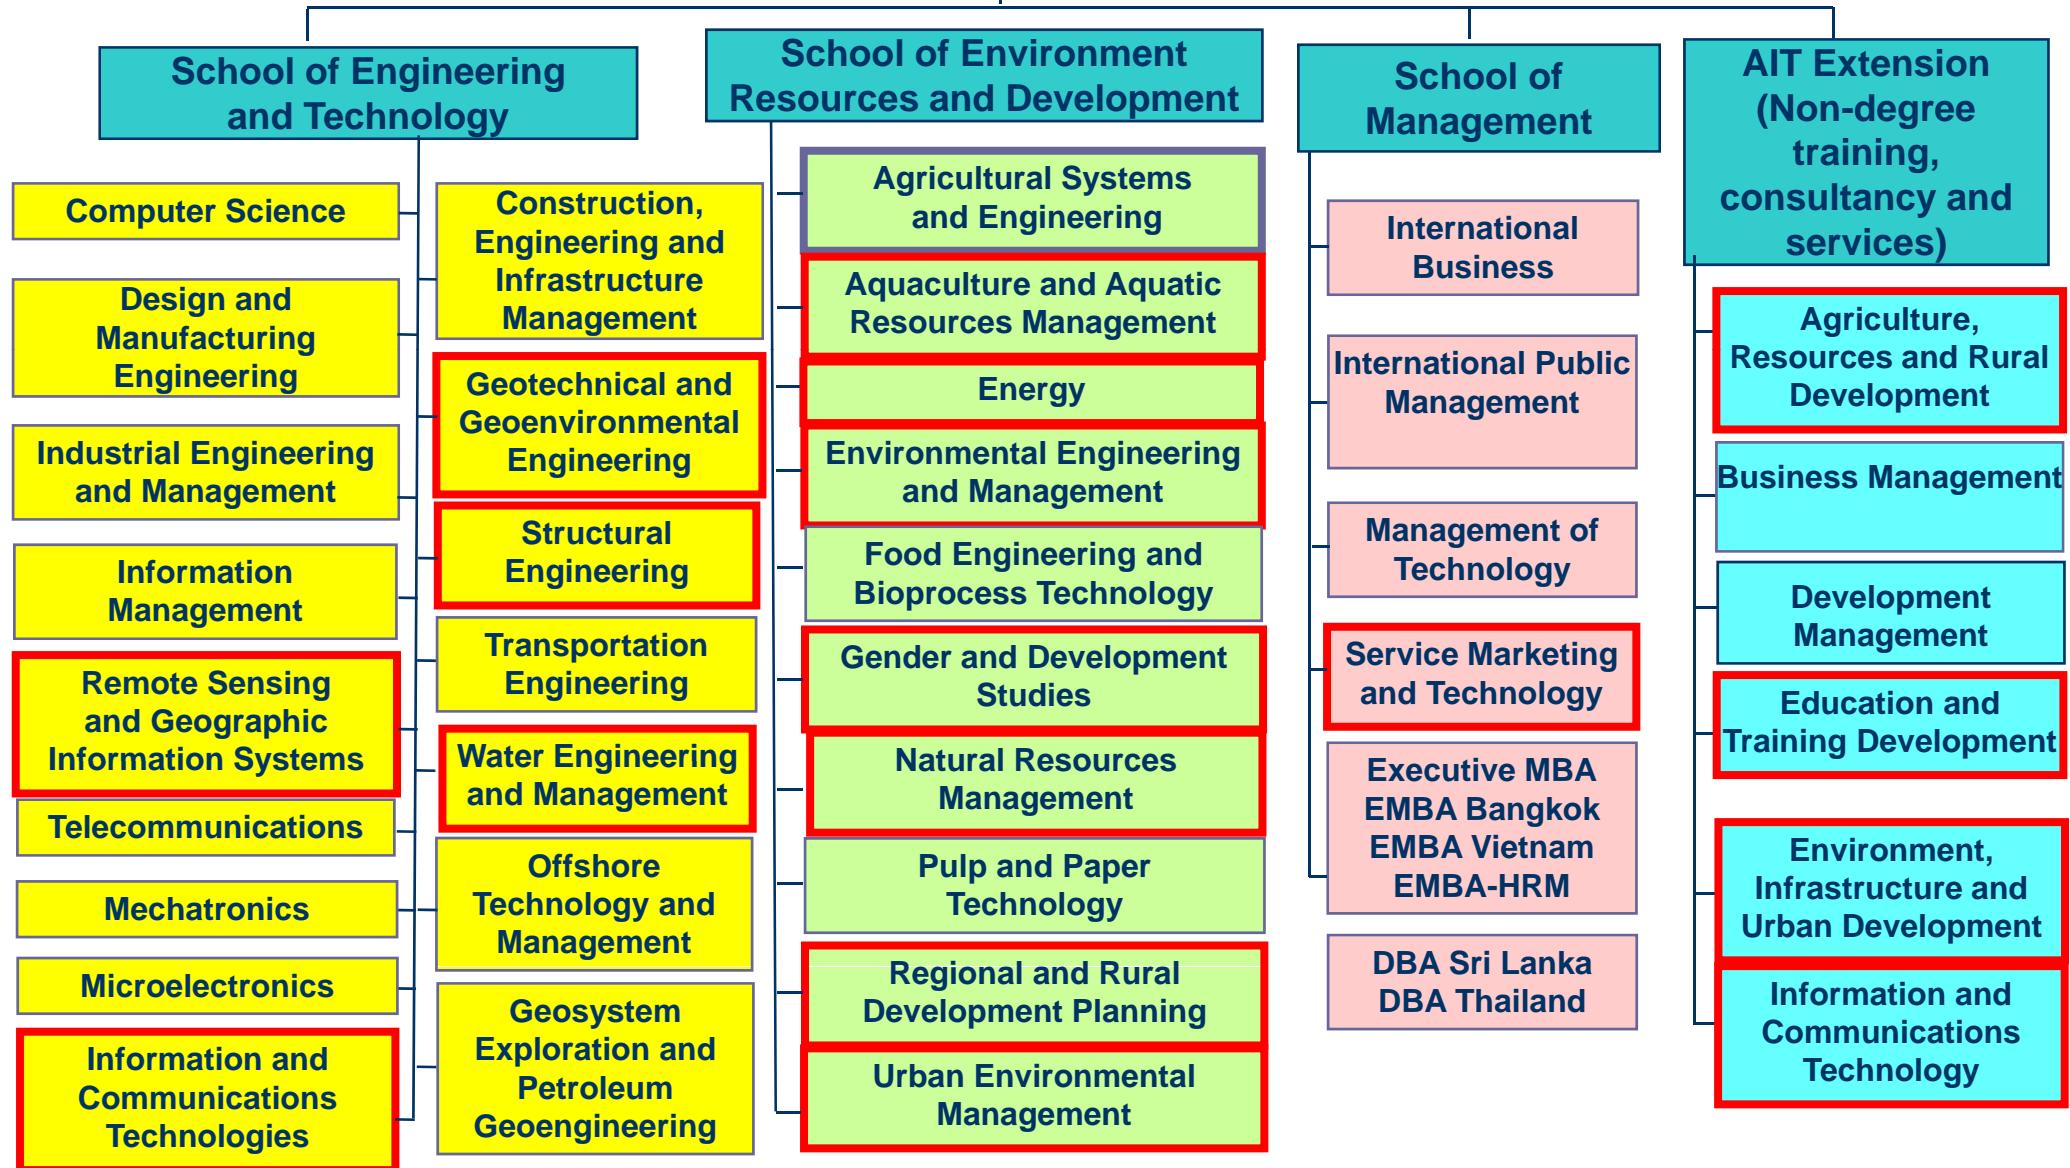 School of Engineering
and Technology
Computer Science
Design and
Manufacturing
Engineering
Industrial Engineering
and Management
Information
Management
Remote Sensing
and Geographic
Information Systems
Telecommunications
Mechatronics
Microelectronics
Information and
Communications
Technologies
Construction,
Engineering and
Infrastructure
Management
Geotechnical and
Geoenvironmental
Engineering
Structural
Engineering
Transportation
Engineering
Water Engineering
and Management
Offshore
Technology and
Management
Geosystem
Exploration and
Petroleum
Geoengineering
School of Environment
Resources and Development
Agricultural Systems
and Engineering
Aquaculture and Aquatic
Resources Management
Energy
Environmental Engineering
and Management
Food Engineering and
Bioprocess Technology
Gender and Development
Studies
Natural Resources
Management
Pulp and Paper
Technology
Regional and Rural
Development Planning
Urban Environmental
Management
School of
Management
International
Business
International Public
Management
Management of
Technology
Service Marketing
and Technology
Executive MBA
EMBA Bangkok
EMBA Vietnam
EMBA-HRM
DBA Sri Lanka
DBA Thailand
AIT Extension
(Non-degree
training,
consultancy and
services)
Agriculture,
Resources and Rural
Development
Business Management
Development
Management
Education and
Training Development
Environment,
Infrastructure and
Urban Development
Information and
Communications
Technology